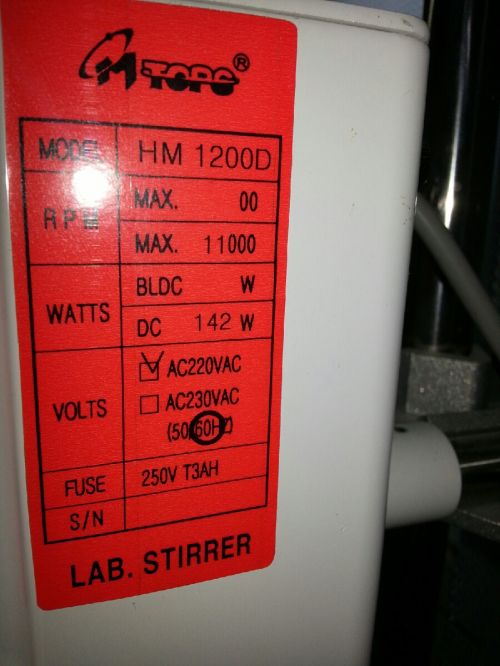 M TOPS®
MODEL HM 1200D
RPM MAX. 00
MAX. 11000
WATTS BLDC W
DC 142 W
VOLTS AC220VAC
AC230VAC
(50/60HZ)
FUSE 250V T3AH
S/N
LAB. STIRRER